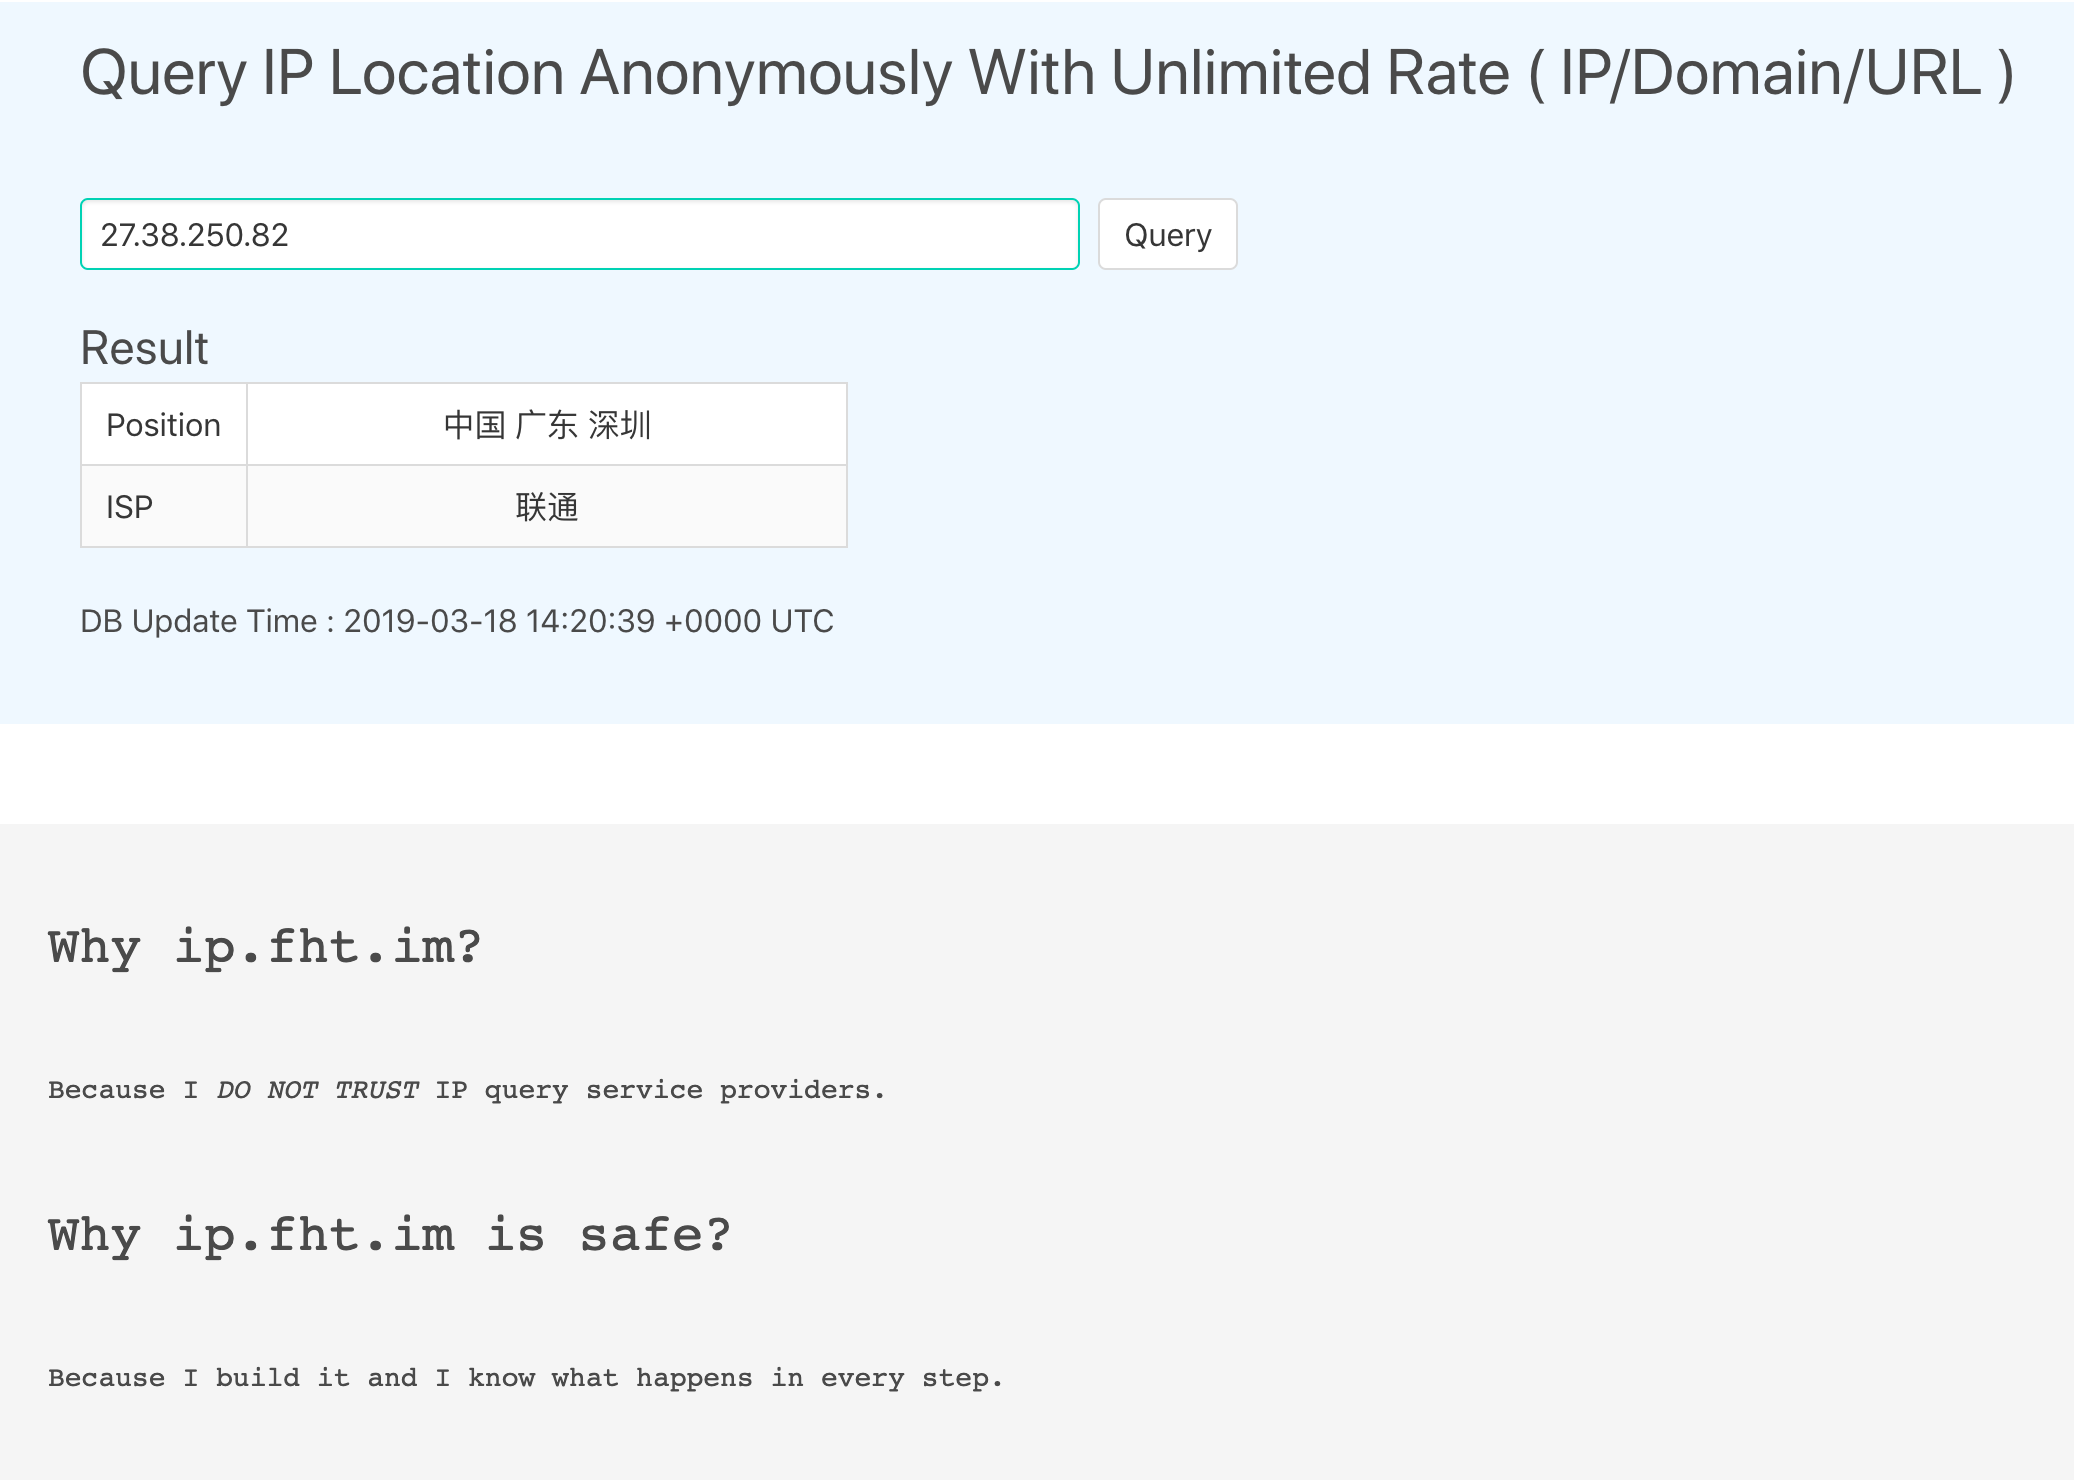 Query IP Location Anonymously With Unlimited Rate ( IP/Domain/URL )
27.38.250.82
Query
Result
Position 中国 广东 深圳
ISP 联通
DB Update Time : 2019-03-18 14:20:39 +0000 UTC
Why ip.fht.im?
Because I DO NOT TRUST IP query service providers.
Why ip.fht.im is safe?
Because I build it and I know what happens in every step.